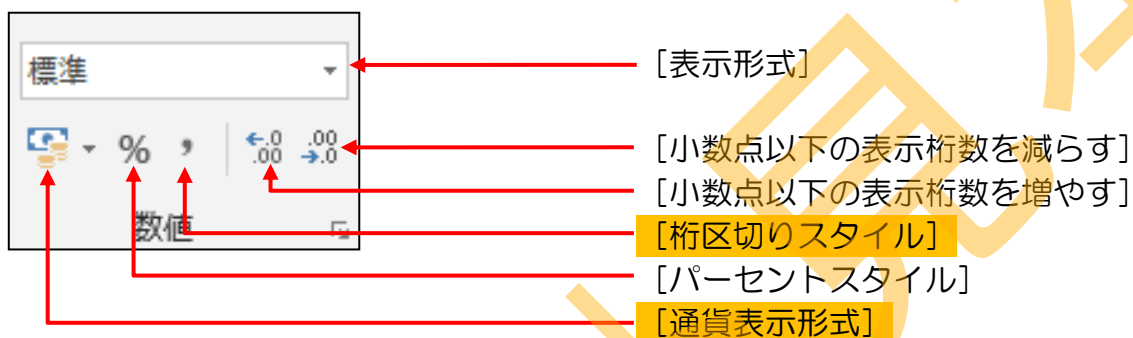 標準
[表示形式]
% ,
←.0 .00
.00 →.0
[小数点以下の表示桁数を減らす]
[小数点以下の表示桁数を増やす]
数値
[桁区切りスタイル]
[パーセントスタイル]
[通貨表示形式]